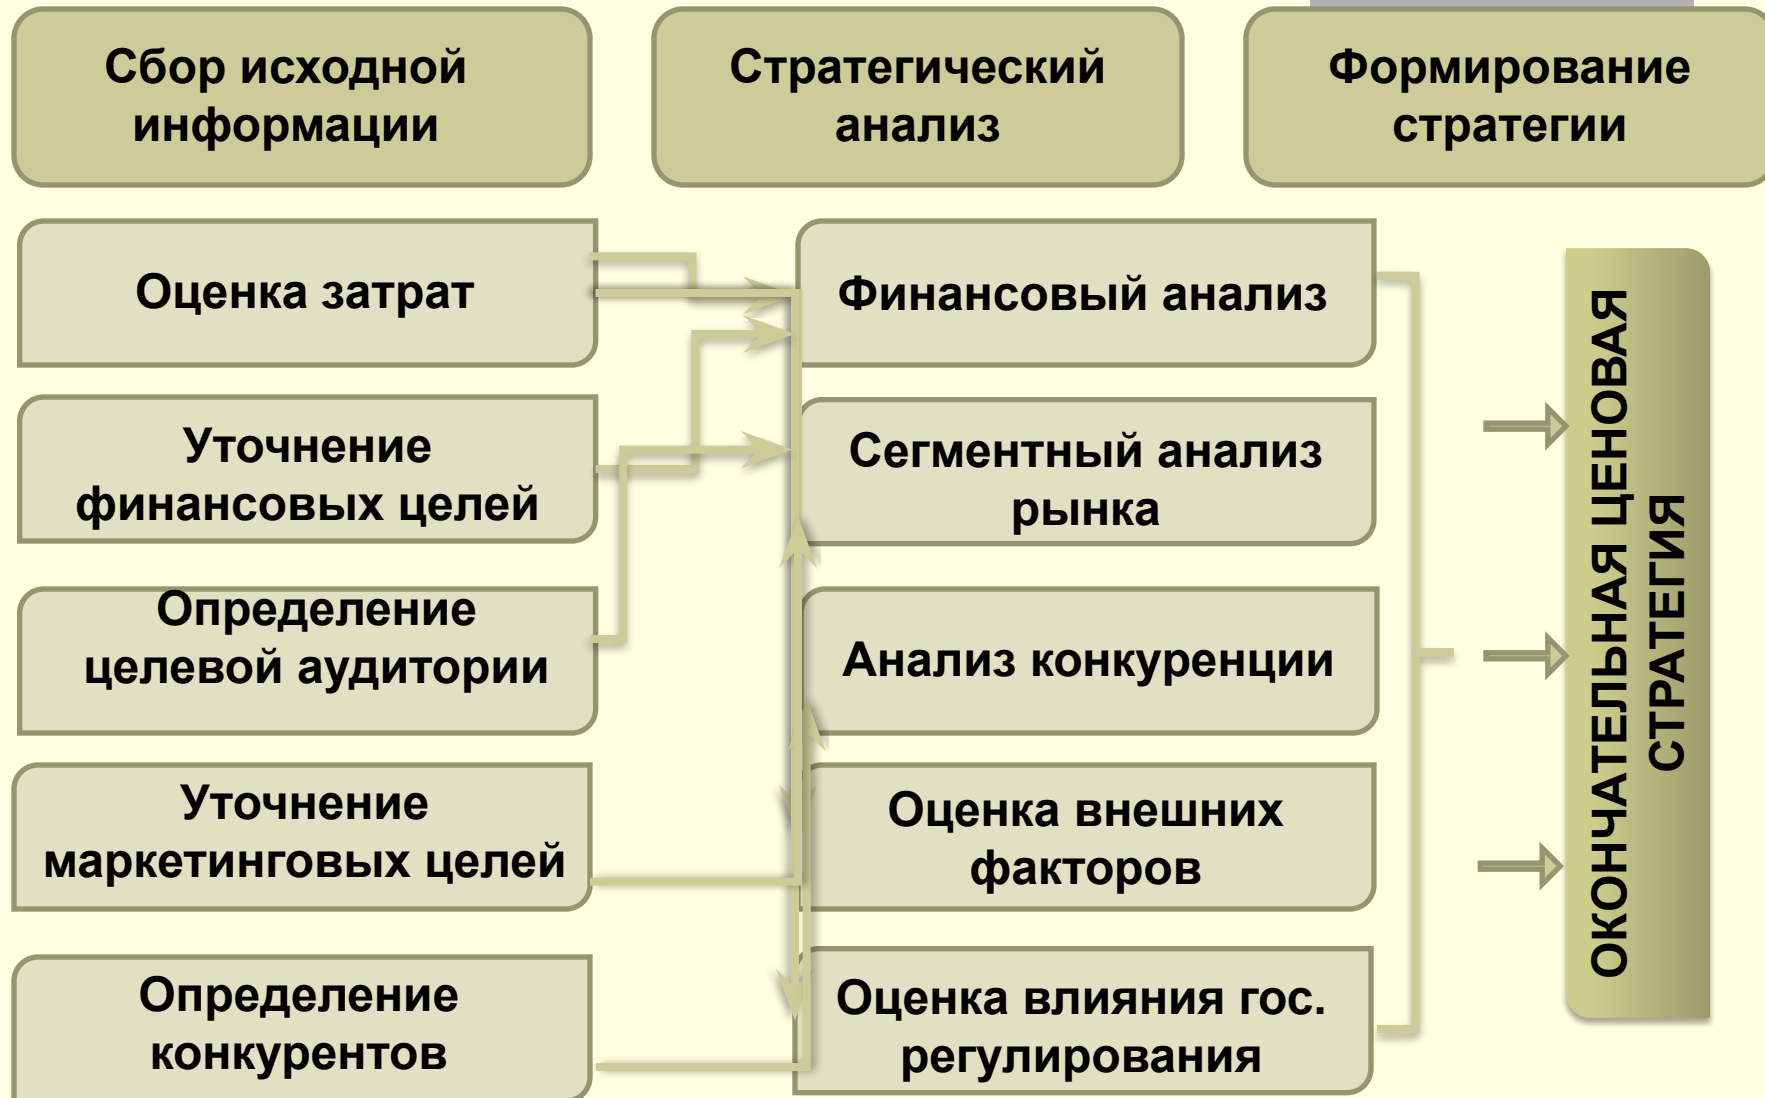 Сбор исходной
информации
Стратегический
анализ
Формирование
стратегии
Оценка затрат
Уточнение
финансовых целей
Определение
целевой аудитории
Уточнение
маркетинговых целей
Определение
конкурентов
Финансовый анализ
Сегментный анализ
рынка
Анализ конкуренции
Оценка внешних
факторов
Оценка влияния гос.
регулирования
ОКОНЧАТЕЛЬНАЯ ЦЕНОВАЯ
СТРАТЕГИЯ